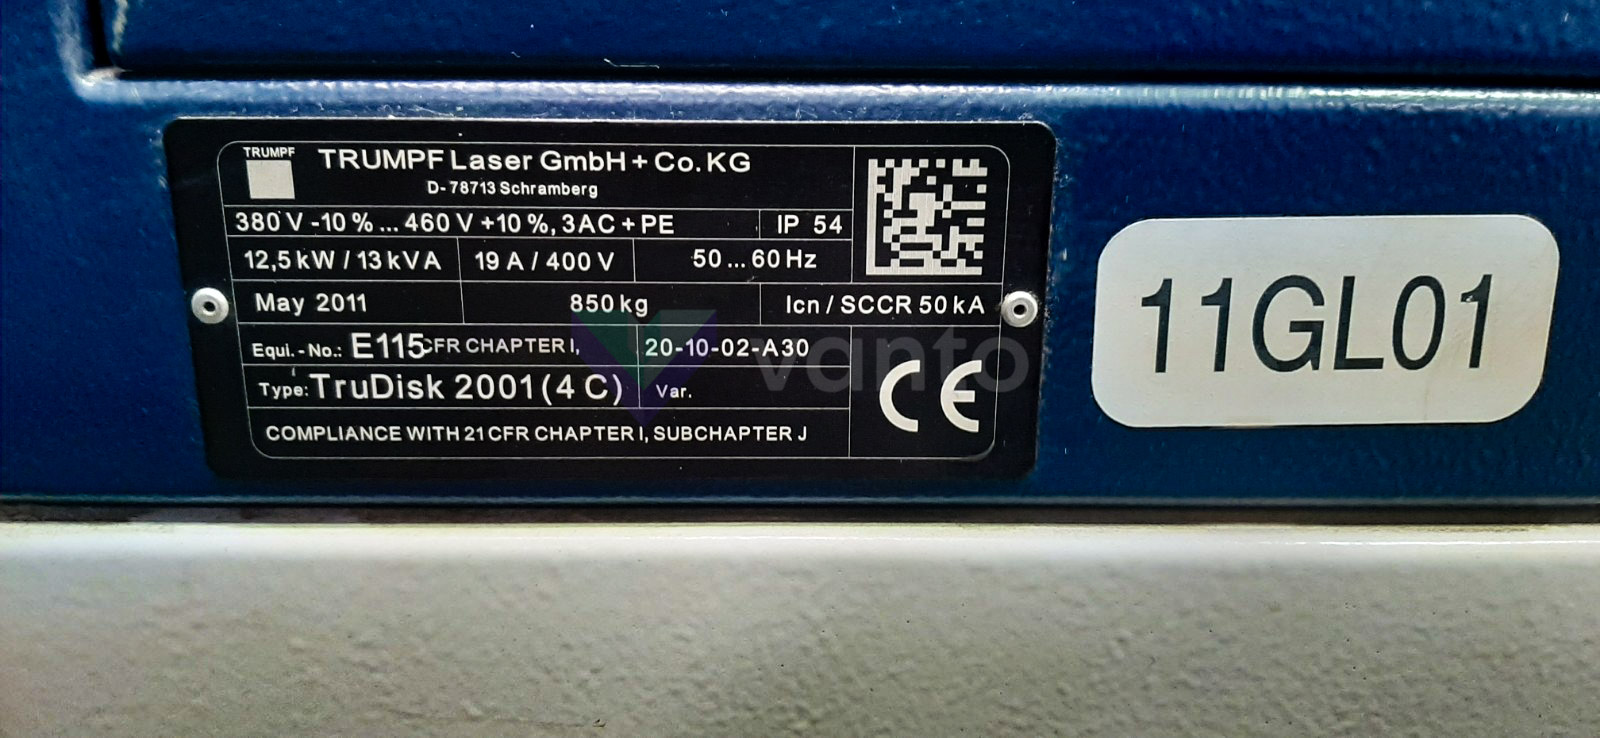 TRUMPF
TRUMPF Laser GmbH + Co. KG
D-78713 Schramberg
380 V -10 % ... 460 V +10 %, 3AC + PE
IP 54
12,5 kW / 13 kVA
19 A / 400 V
50 ... 60 Hz
May 2011
850 kg
Icn / SCCR 50 kA
Equi.-No.: E115CFR CHAPTER I,
20-10-02-A30
Type: TruDisk 2001 (4 C)
Var.
COMPLIANCE WITH 21 CFR CHAPTER I, SUBCHAPTER J
CE
11GL01
vanto